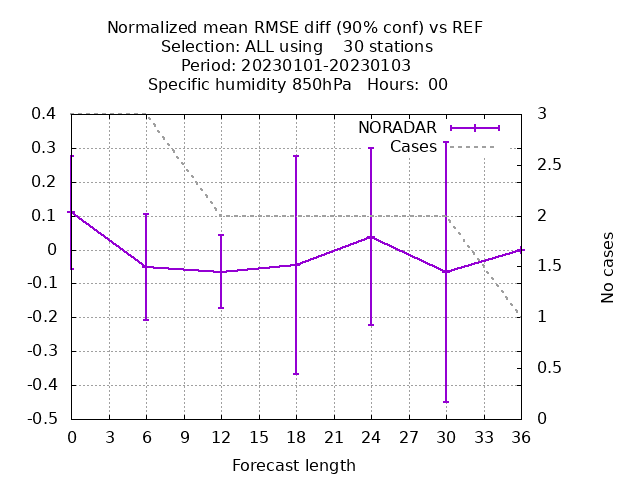 Normalized mean RMSE diff (90% conf) vs REF
Selection: ALL using    30 stations
Period: 20230101-20230103
Specific humidity 850hPa   Hours:  00
0.4
0.3
0.2
0.1
0
-0.1
-0.2
-0.3
-0.4
-0.5
NORADAR
Cases
3
2.5
2
1.5
1
0.5
0
No cases
0 3 6 9 12 15 18 21 24 27 30 33 36
Forecast length